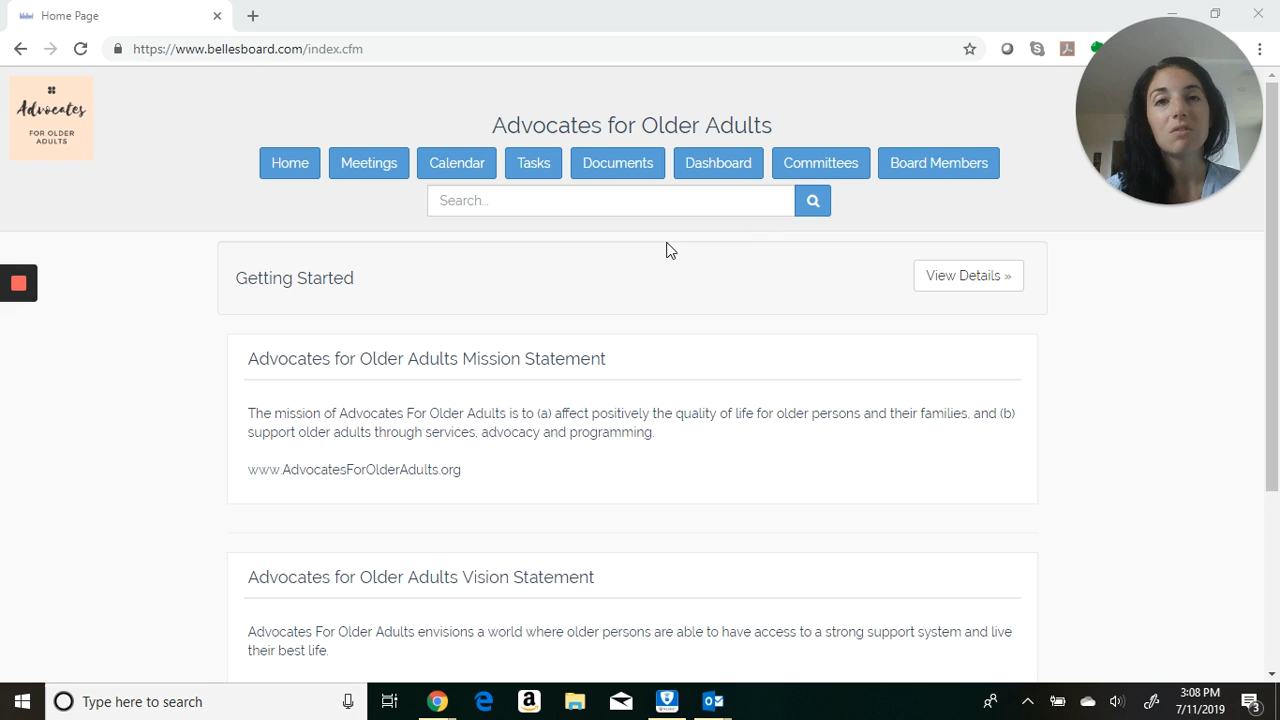 Home Page
https://www.bellesboard.com/index.cfm
Advocates
FOR OLDER
ADULTS
Advocates for Older Adults
Home
Meetings
Calendar
Tasks
Documents
Dashboard
Committees
Board Members
Search...
Getting Started
View Details »
Advocates for Older Adults Mission Statement
The mission of Advocates For Older Adults is to (a) affect positively the quality of life for older persons and their families, and (b)
support older adults through services, advocacy and programming.
www.AdvocatesForOlderAdults.org
Advocates for Older Adults Vision Statement
Advocates For Older Adults envisions a world where older persons are able to have access to a strong support system and live
their best life.
Type here to search
3:08 PM
7/11/2019
3